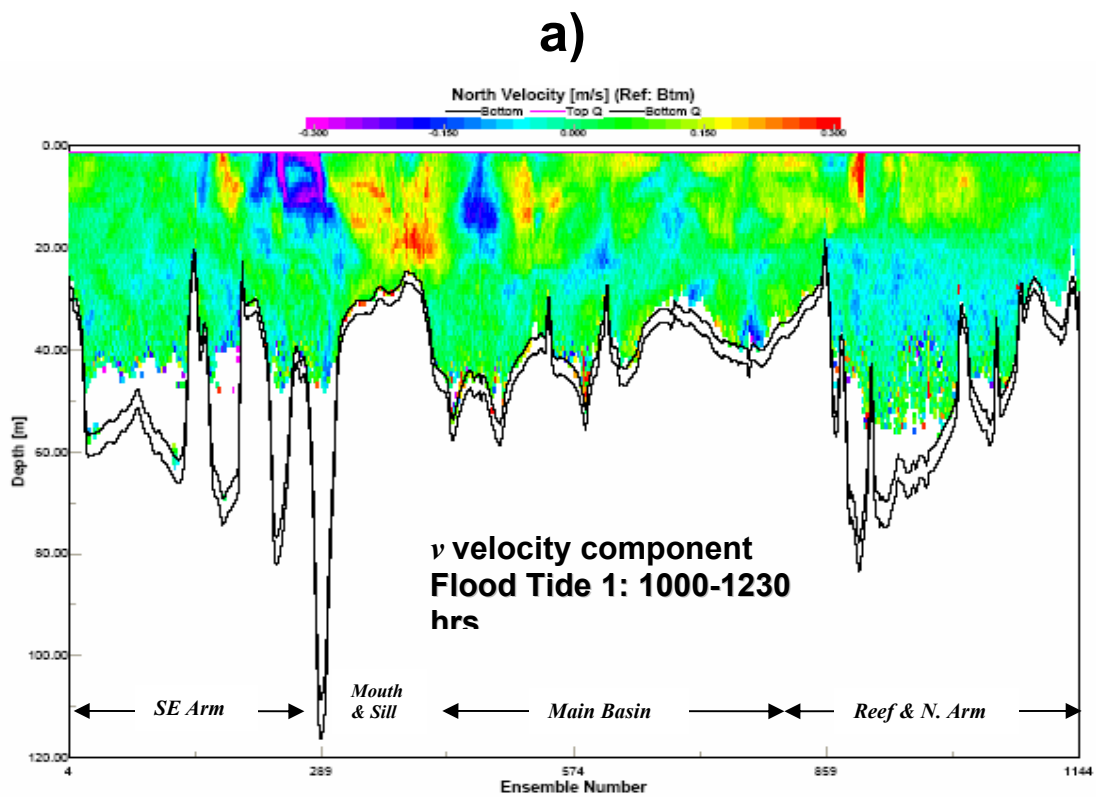 a)
North Velocity [m/s] (Ref: Btm)
Bottom Top Q Bottom Q
-0.300 -0.150 0.000 0.150 0.300
0.00
20.00
40.00
60.00
80.00
100.00
120.00
Depth [m]
v velocity component
Flood Tide 1: 1000-1230
hrs
SE Arm
Mouth
& Sill
Main Basin
Reef & N. Arm
4 289 574 859 1144
Ensemble Number